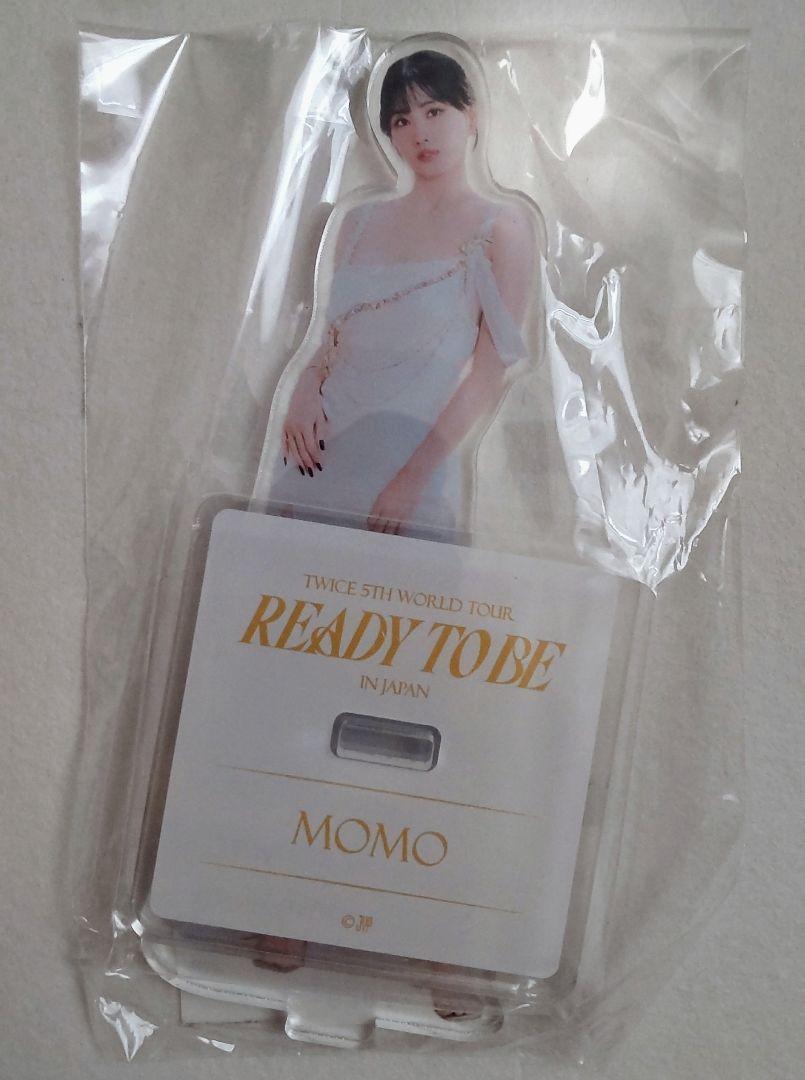 TWICE 5TH WORLD TOUR
READY TO BE
IN JAPAN
MOMO
© JYP